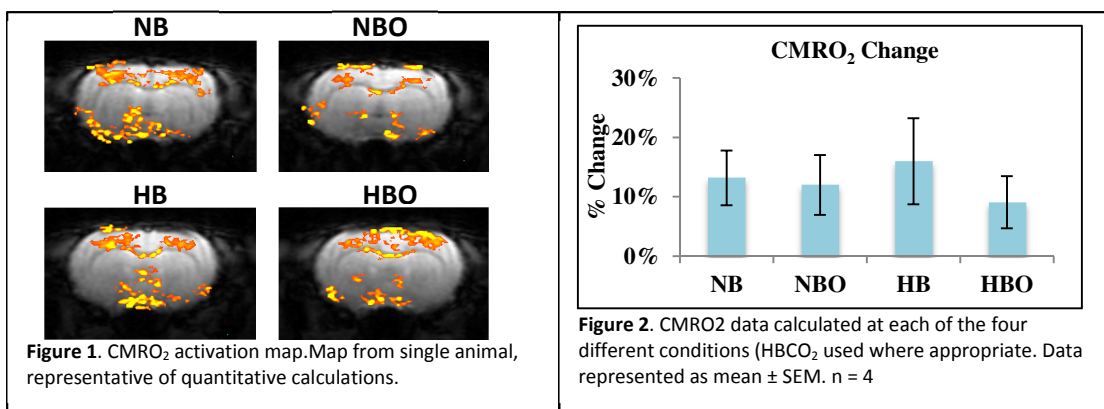 NB NBO
HB HBO
Figure 1. CMRO₂ activation map.Map from single animal,
representative of quantitative calculations.
CMRO₂ Change
% Change
30%
20%
10%
0%
NB NBO HB HBO
Figure 2. CMRO2 data calculated at each of the four
different conditions (HBCO₂ used where appropriate. Data
represented as mean ± SEM. n = 4